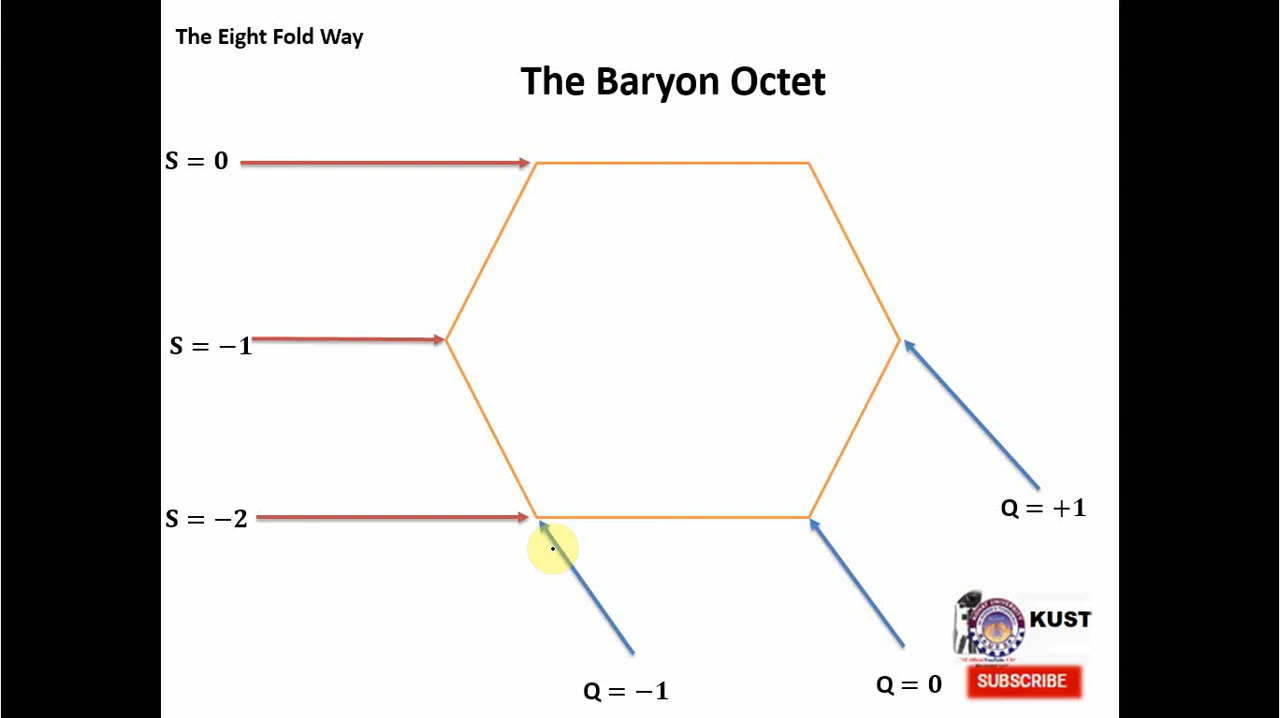 The Eight Fold Way
The Baryon Octet
S = 0
S = −1
S = −2
Q = +1
Q = 0
Q = −1
KUST
SUBSCRIBE